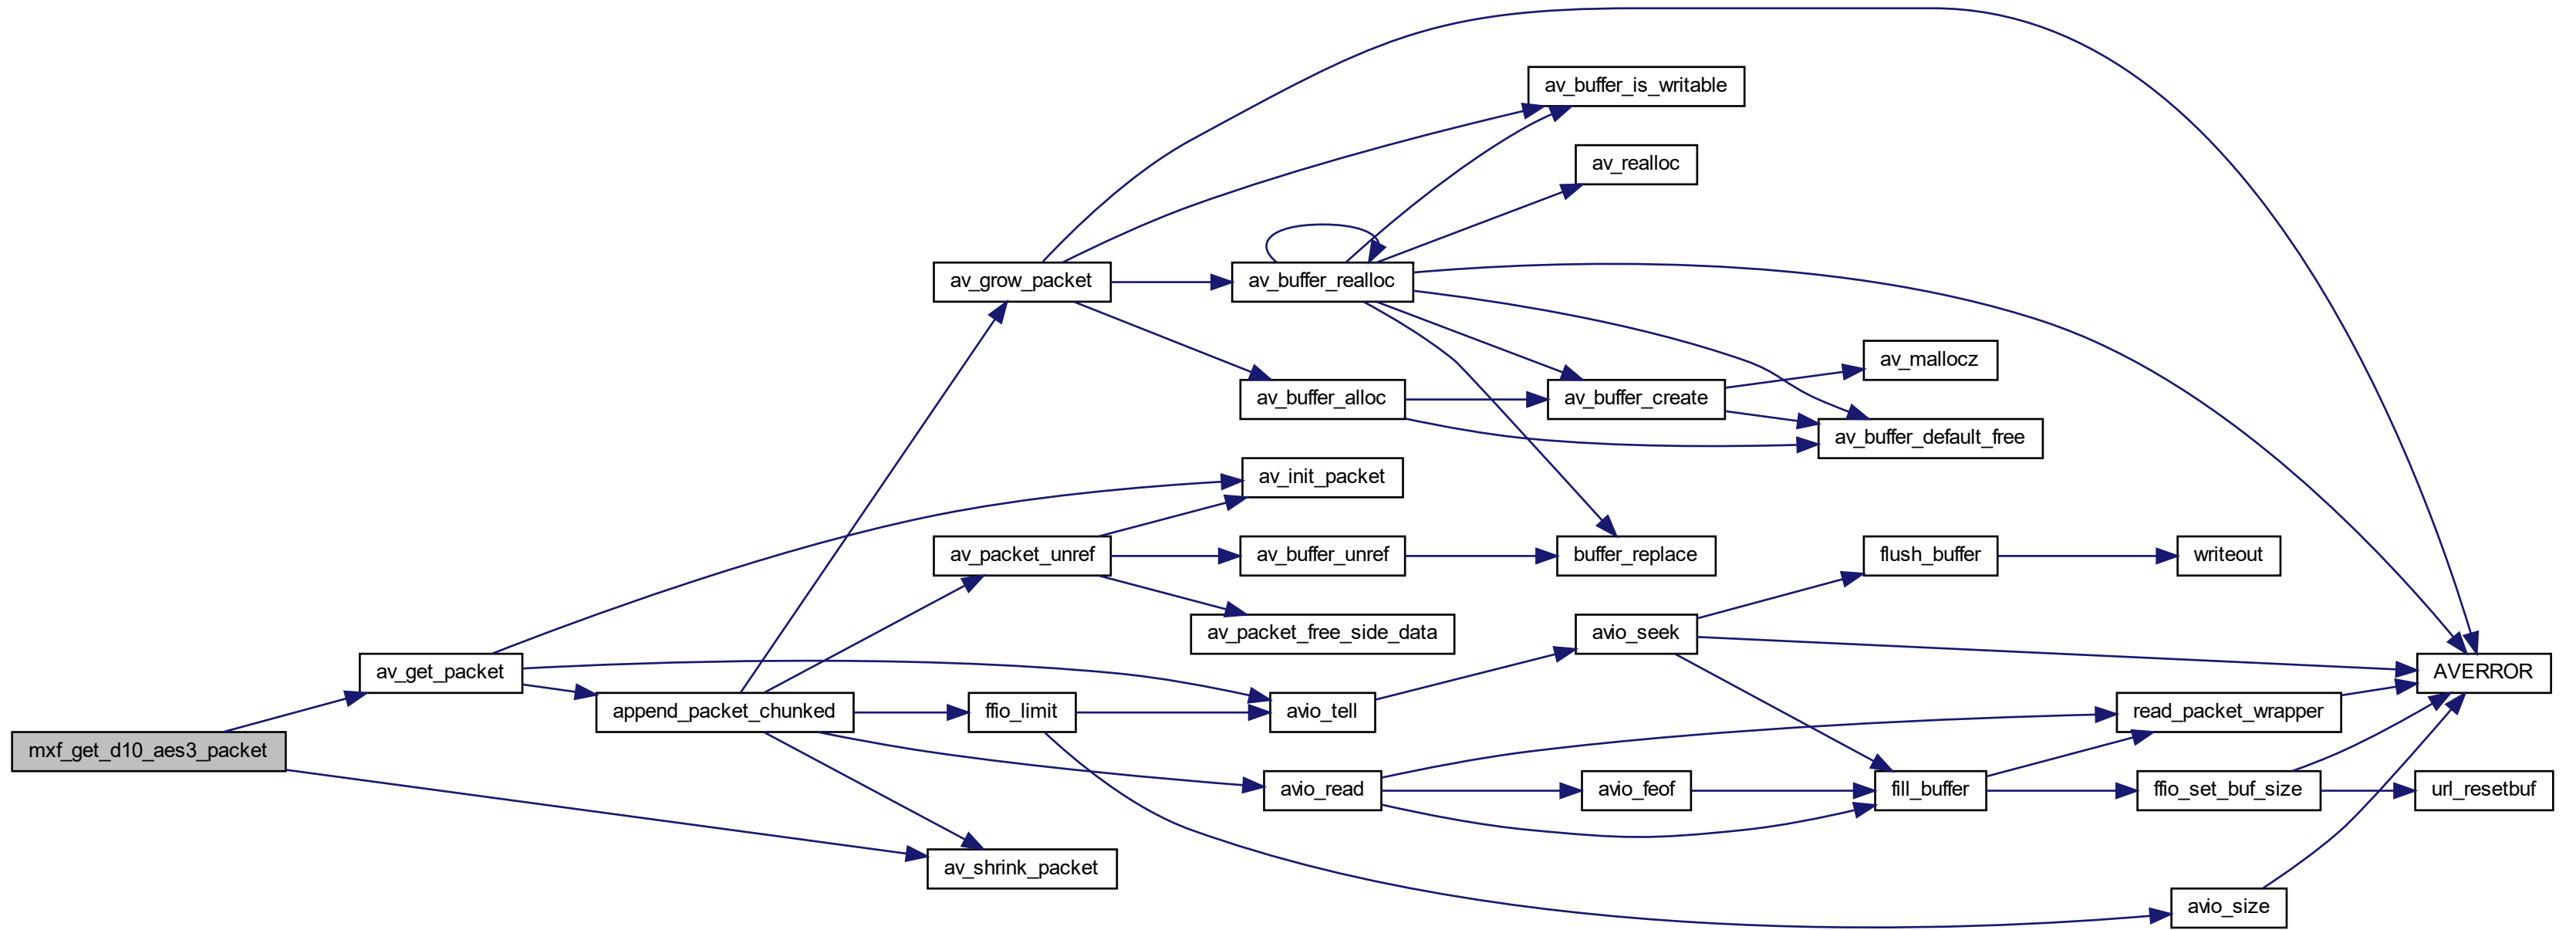 av_buffer_is_writable
av_realloc
av_grow_packet
av_buffer_realloc
av_mallocz
av_buffer_alloc
av_buffer_create
av_buffer_default_free
av_init_packet
av_packet_unref
av_buffer_unref
buffer_replace
flush_buffer
writeout
av_packet_free_side_data
avio_seek
av_get_packet
AVERROR
append_packet_chunked
ffio_limit
avio_tell
read_packet_wrapper
mxf_get_d10_aes3_packet
avio_read
avio_feof
fill_buffer
ffio_set_buf_size
url_resetbuf
av_shrink_packet
avio_size